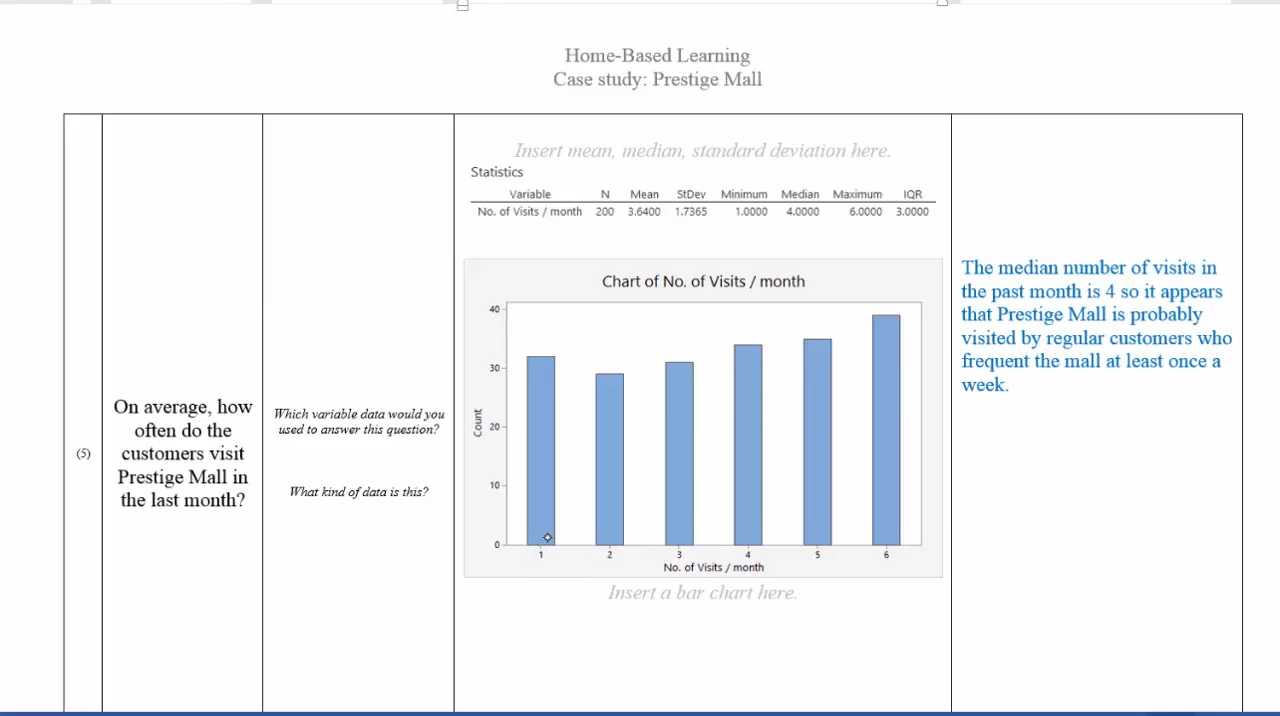 Home-Based Learning
Case study: Prestige Mall
(5)
On average, how
often do the
customers visit
Prestige Mall in
the last month?
Which variable data would you
used to answer this question?
What kind of data is this?
Insert mean, median, standard deviation here.
Statistics
Variable N Mean StDev Minimum Median Maximum IQR
No. of Visits / month 200 3.6400 1.7365 1.0000 4.0000 6.0000 3.0000
Chart of No. of Visits / month
40
30
20
10
0
Count
1 2 3 4 5 6
No. of Visits / month
Insert a bar chart here.
The median number of visits in
the past month is 4 so it appears
that Prestige Mall is probably
visited by regular customers who
frequent the mall at least once a
week.